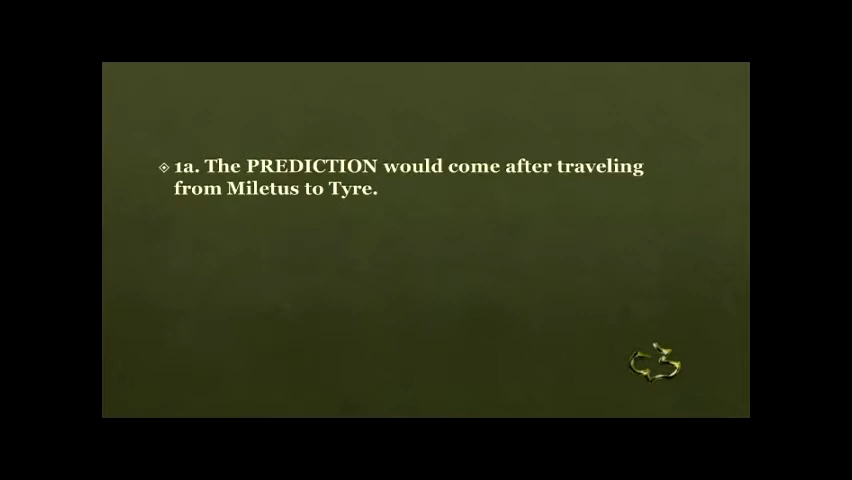 1a. The PREDICTION would come after traveling
from Miletus to Tyre.